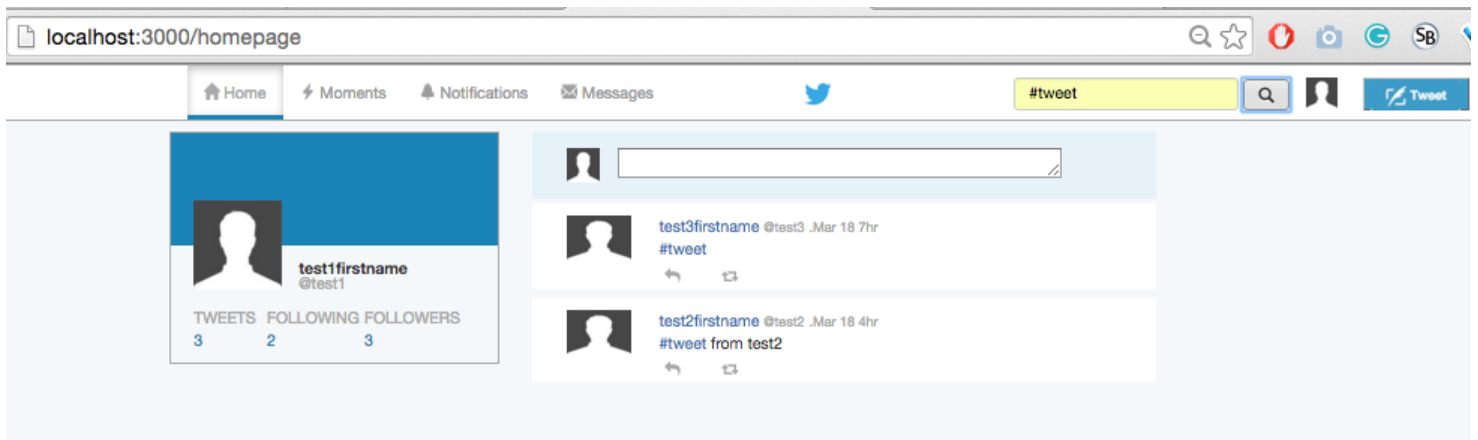 localhost:3000/homepage
SB
Home Moments Notifications Messages #tweet Tweet
test3firstname @test3 .Mar 18 7hr
#tweet
test1firstname
@test1
TWEETS FOLLOWING FOLLOWERS
3 2 3
test2firstname @test2 .Mar 18 4hr
#tweet from test2